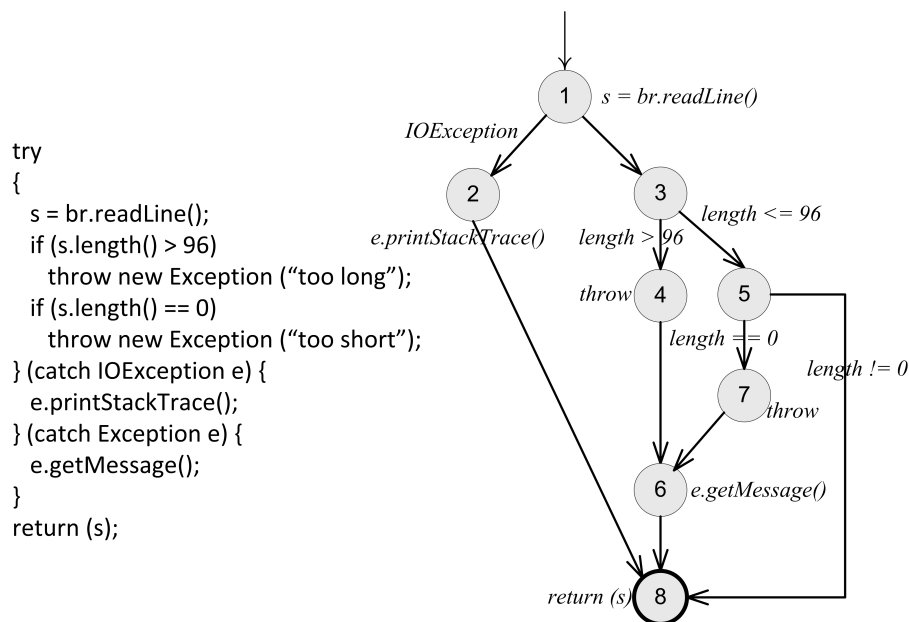 try
{
s = br.readLine();
if (s.length() > 96)
throw new Exception (“too long”);
if (s.length() == 0)
throw new Exception (“too short”);
} (catch IOException e) {
e.printStackTrace();
} (catch Exception e) {
e.getMessage();
}
return (s);
1 s = br.readLine()
IOException
2
3
length <= 96
e.printStackTrace()
length > 96
throw 4
5
length == 0
length != 0
7
throw
6 e.getMessage()
return (s) 8